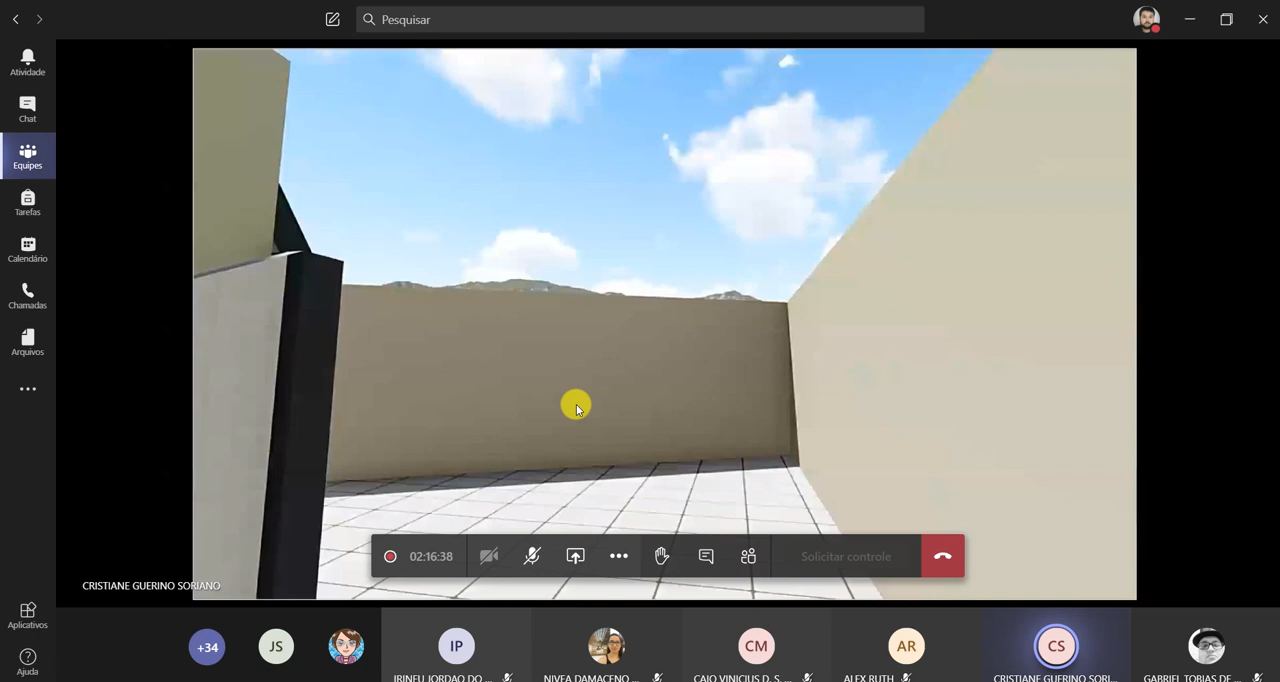 Pesquisar
Atividade
Chat
Equipes
Tarefas
Calendário
Chamadas
Arquivos
Aplicativos
Ajuda
02:16:38
Solicitar controle
CRISTIANE GUERINO SORIANO
+34
JS
IP
CM
AR
CS
IRINEU JORDAO DO ...
NIVEA DAMACENO ...
CAIO VINICIUS D. S. ...
ALEX RUTH
CRISTIANE GUERINO SORI...
GABRIEL TOBIAS DE ...